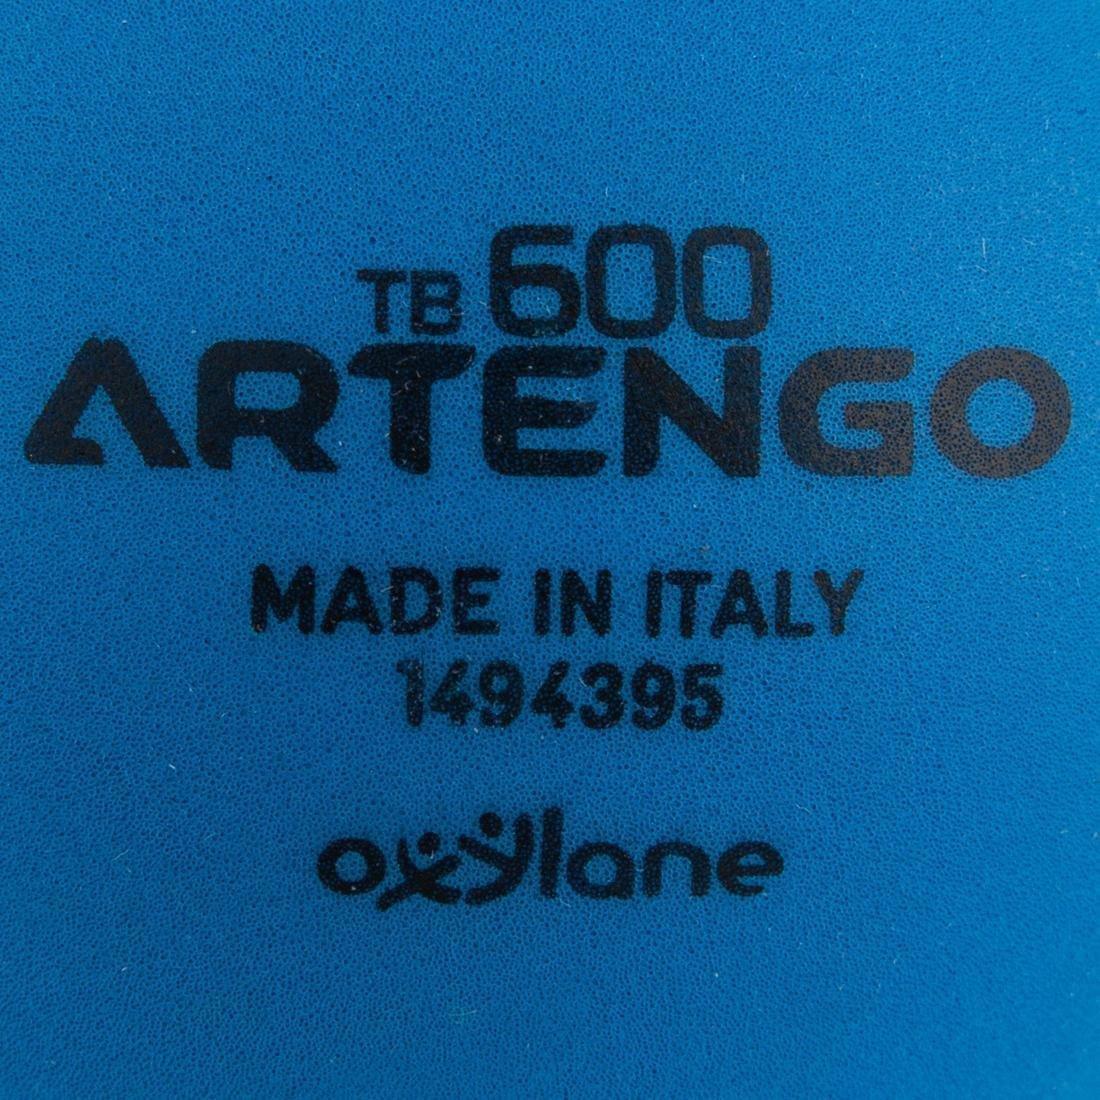 TB 600
ARTENGO
MADE IN ITALY
1494395
oxylane